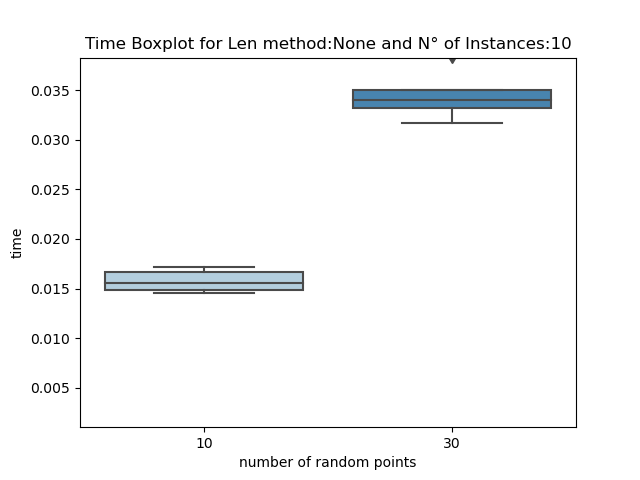 Time Boxplot for Len method:None and N° of Instances:10
0.035
0.030
0.025
0.020
0.015
0.010
0.005
time
10 30
number of random points